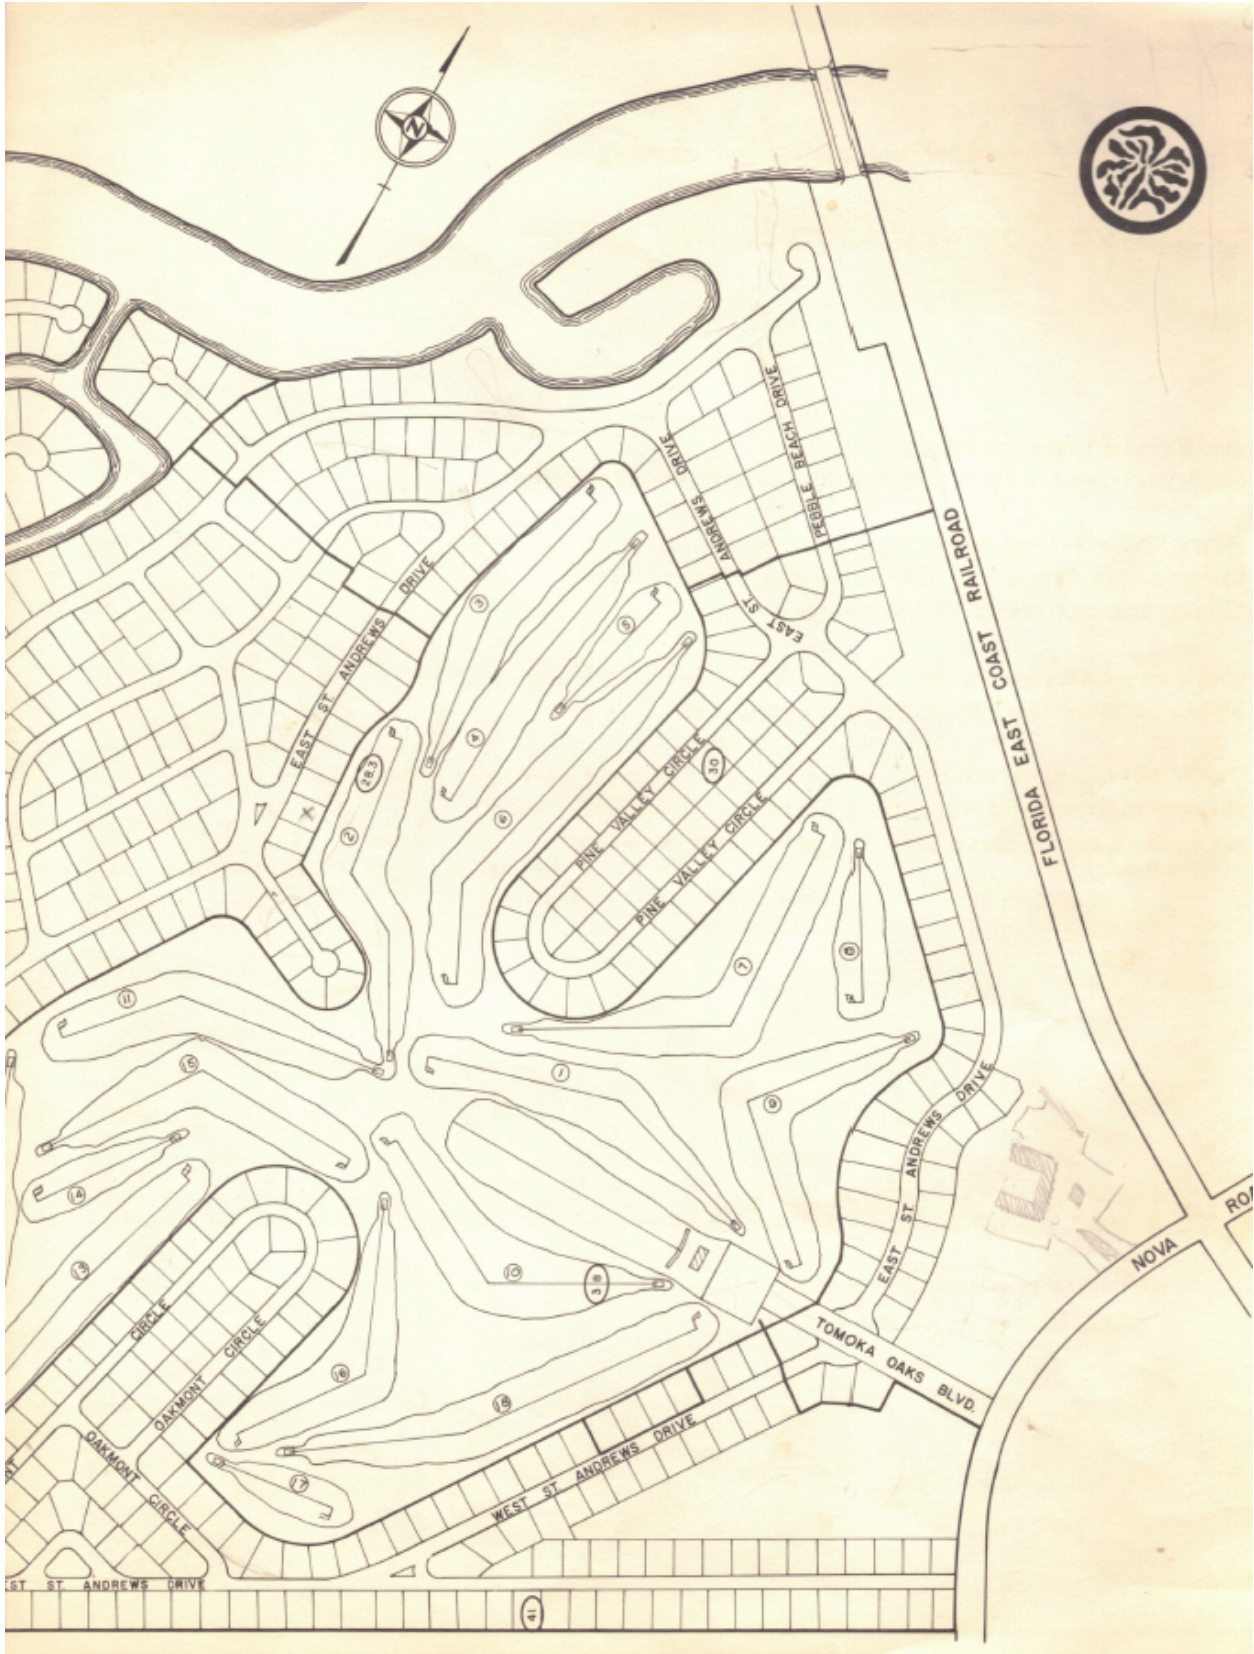 N
ANDREWS DRIVE
PEBBLE BEACH DRIVE
EAST ST.
EAST ST ANDREWS DRIVE
FLORIDA EAST COAST RAILROAD
3
5
4
28.3
2
6
30
PINE VALLEY CIRCLE
PINE VALLEY CIRCLE
7
8
11
15
1
9
14
EAST ST ANDREWS DRIVE
NOVA
ROA
13
10
38
CIRCLE
OAKMONT CIRCLE
16
18
TOMOKA OAKS BLVD.
OAKMONT CIRCLE
17
WEST ST ANDREWS DRIVE
NT
EST ST. ANDREWS DRIVE
41